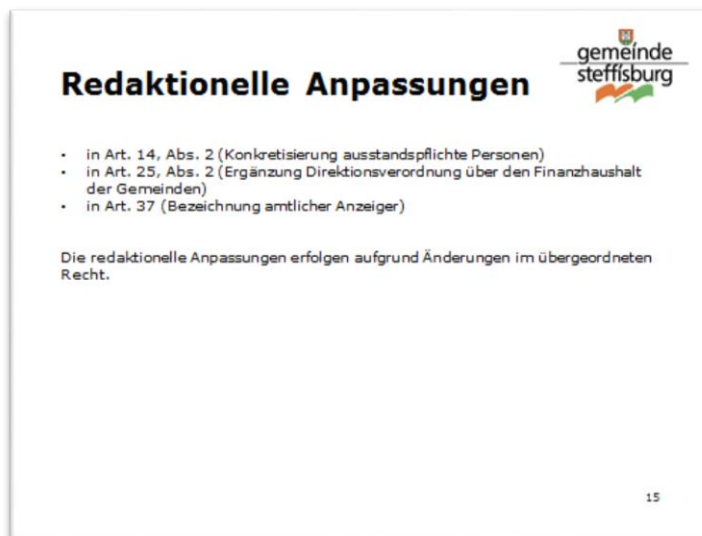 gemeinde
steffisburg
Redaktionelle Anpassungen
• in Art. 14, Abs. 2 (Konkretisierung ausstandspflichte Personen)
• in Art. 25, Abs. 2 (Ergänzung Direktionsverordnung über den Finanzhaushalt
der Gemeinden)
• in Art. 37 (Bezeichnung amtlicher Anzeiger)
Die redaktionelle Anpassungen erfolgen aufgrund Änderungen im übergeordneten
Recht.
15